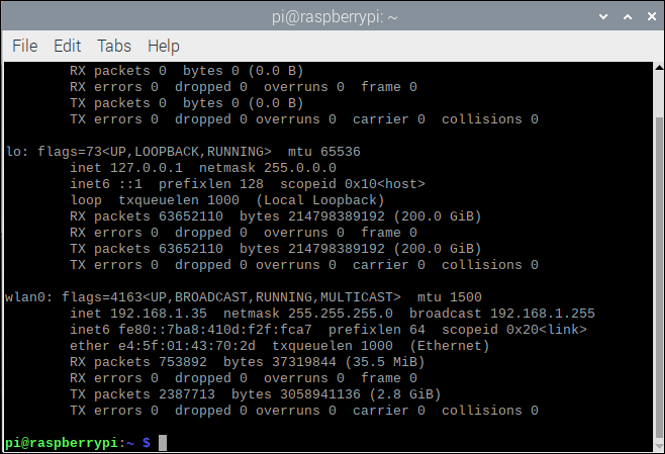 pi@raspberrypi: ~
File Edit Tabs Help
RX packets 0  bytes 0 (0.0 B)
RX errors 0  dropped 0  overruns 0  frame 0
TX packets 0  bytes 0 (0.0 B)
TX errors 0  dropped 0 overruns 0  carrier 0  collisions 0
lo: flags=73<UP,LOOPBACK,RUNNING>  mtu 65536
inet 127.0.0.1  netmask 255.0.0.0
inet6 ::1  prefixlen 128  scopeid 0x10<host>
loop  txqueuelen 1000  (Local Loopback)
RX packets 63652110  bytes 214798389192 (200.0 GiB)
RX errors 0  dropped 0  overruns 0  frame 0
TX packets 63652110  bytes 214798389192 (200.0 GiB)
TX errors 0  dropped 0 overruns 0  carrier 0  collisions 0
wlan0: flags=4163<UP,BROADCAST,RUNNING,MULTICAST>  mtu 1500
inet 192.168.1.35  netmask 255.255.255.0  broadcast 192.168.1.255
inet6 fe80::7ba8:410d:f2f:fca7  prefixlen 64  scopeid 0x20<link>
ether e4:5f:01:43:70:2d  txqueuelen 1000  (Ethernet)
RX packets 753892  bytes 37319844 (35.5 MiB)
RX errors 0  dropped 0  overruns 0  frame 0
TX packets 2387713  bytes 3058941136 (2.8 GiB)
TX errors 0  dropped 0 overruns 0  carrier 0  collisions 0
pi@raspberrypi:~ $